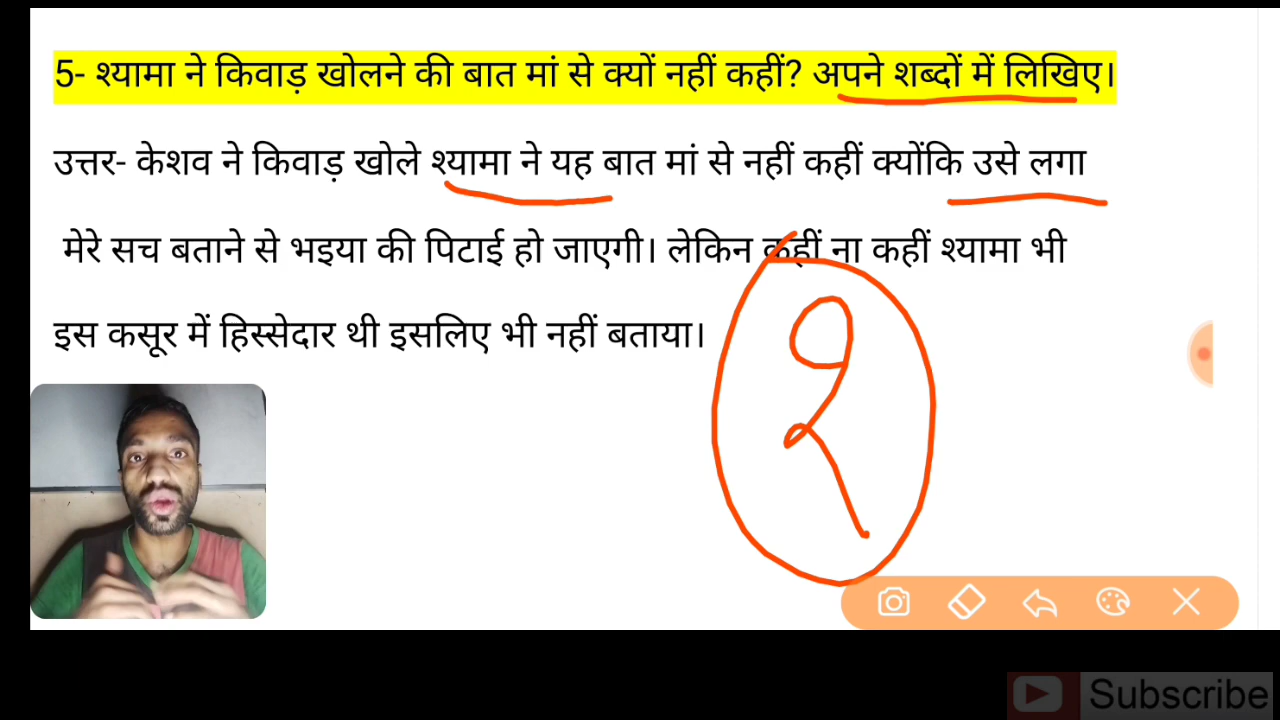 5- श्यामा ने किवाड़ खोलने की बात मां से क्यों नहीं कहीं? अपने शब्दों में लिखिए।
उत्तर- केशव ने किवाड़ खोले श्यामा ने यह बात मां से नहीं कहीं क्योंकि उसे लगा
मेरे सच बताने से भइया की पिटाई हो जाएगी। लेकिन कहीं ना कहीं श्यामा भी
इस कसूर में हिस्सेदार थी इसलिए भी नहीं बताया।
१
Subscribe